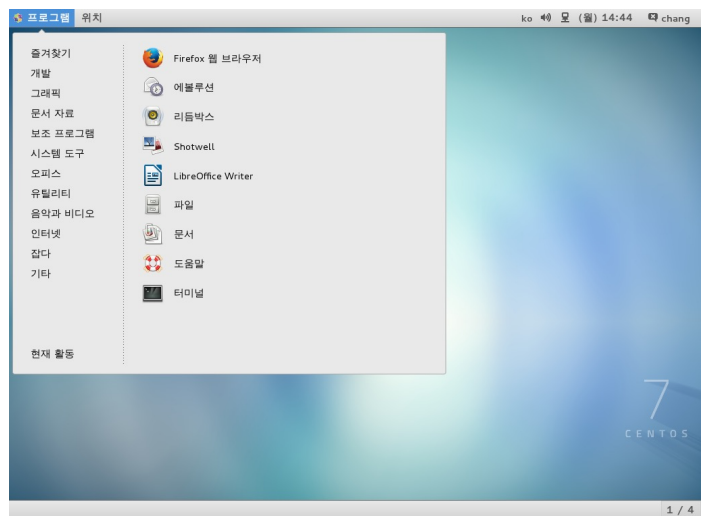 프로그램 위치 ko (월) 14:44 chang
즐겨찾기
개발
그래픽
문서 자료
보조 프로그램
시스템 도구
오피스
유틸리티
음악과 비디오
인터넷
잡다
기타
현재 활동
Firefox 웹 브라우저
에볼루션
리듬박스
Shotwell
LibreOffice Writer
파일
문서
도움말
터미널
7
CENTOS
1 / 4